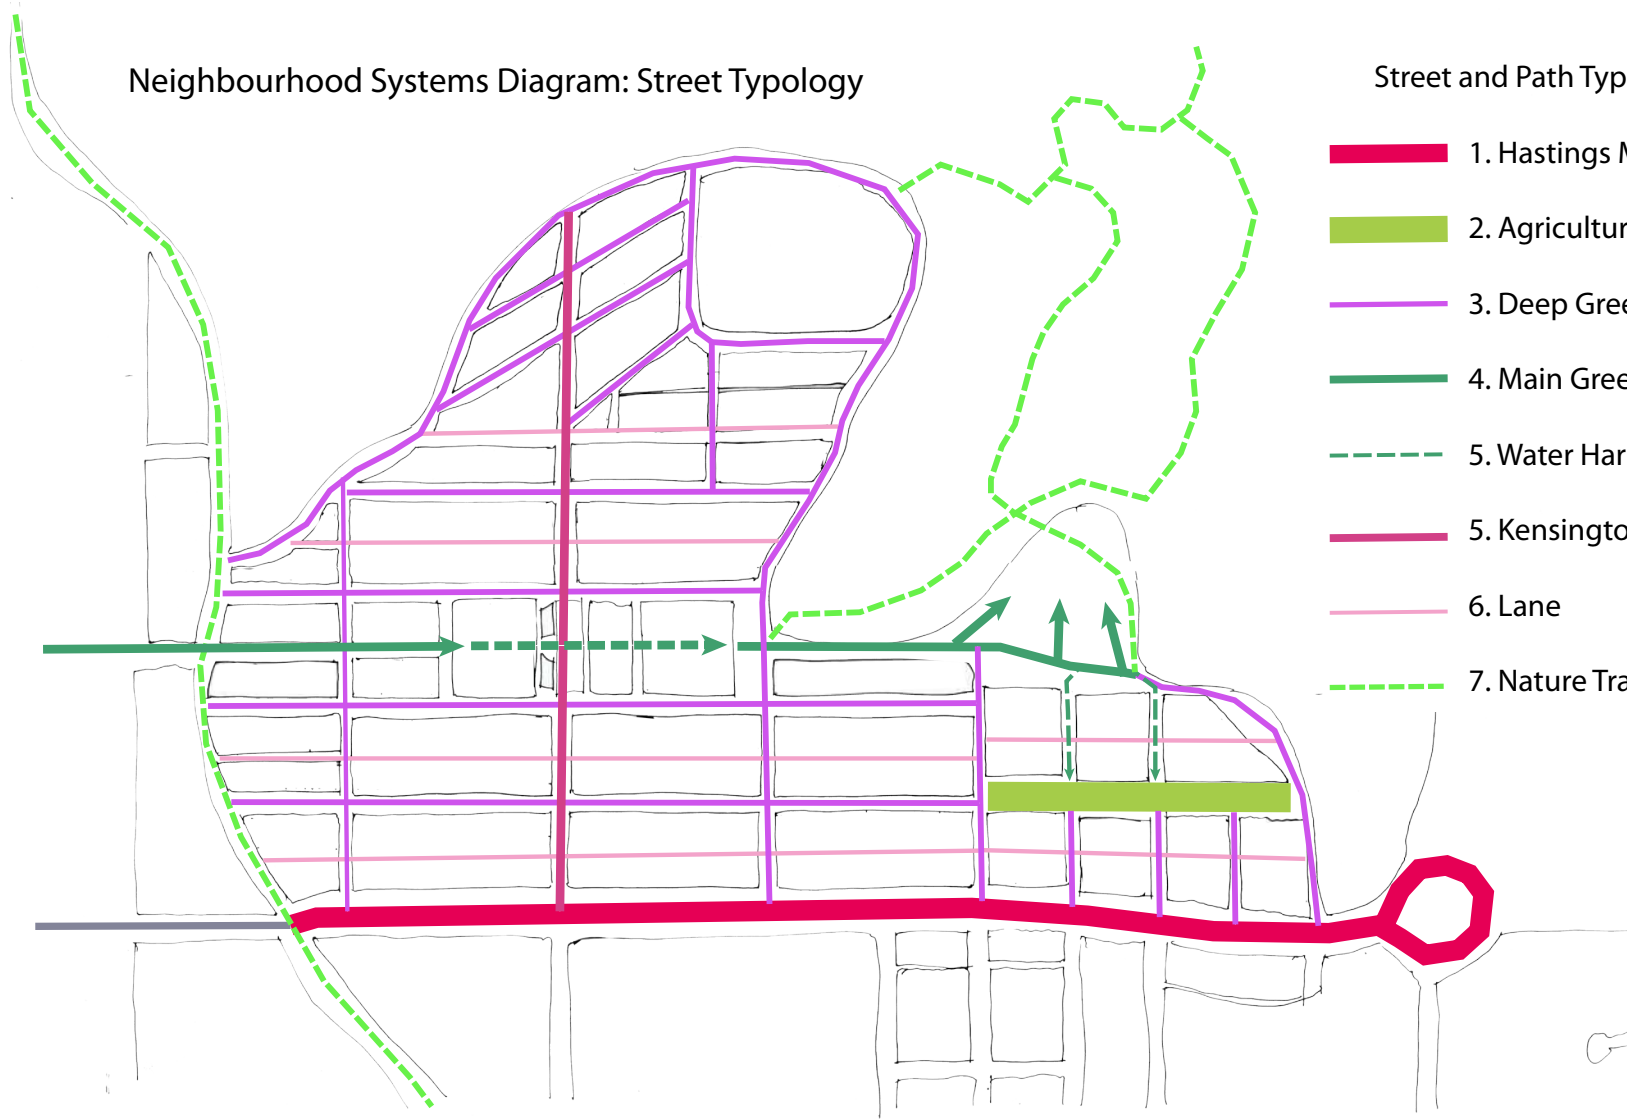 Neighbourhood Systems Diagram: Street Typology
Street and Path Typ
1. Hastings M
2. Agricultur
3. Deep Gree
4. Main Gree
5. Water Har
5. Kensingto
6. Lane
7. Nature Tra